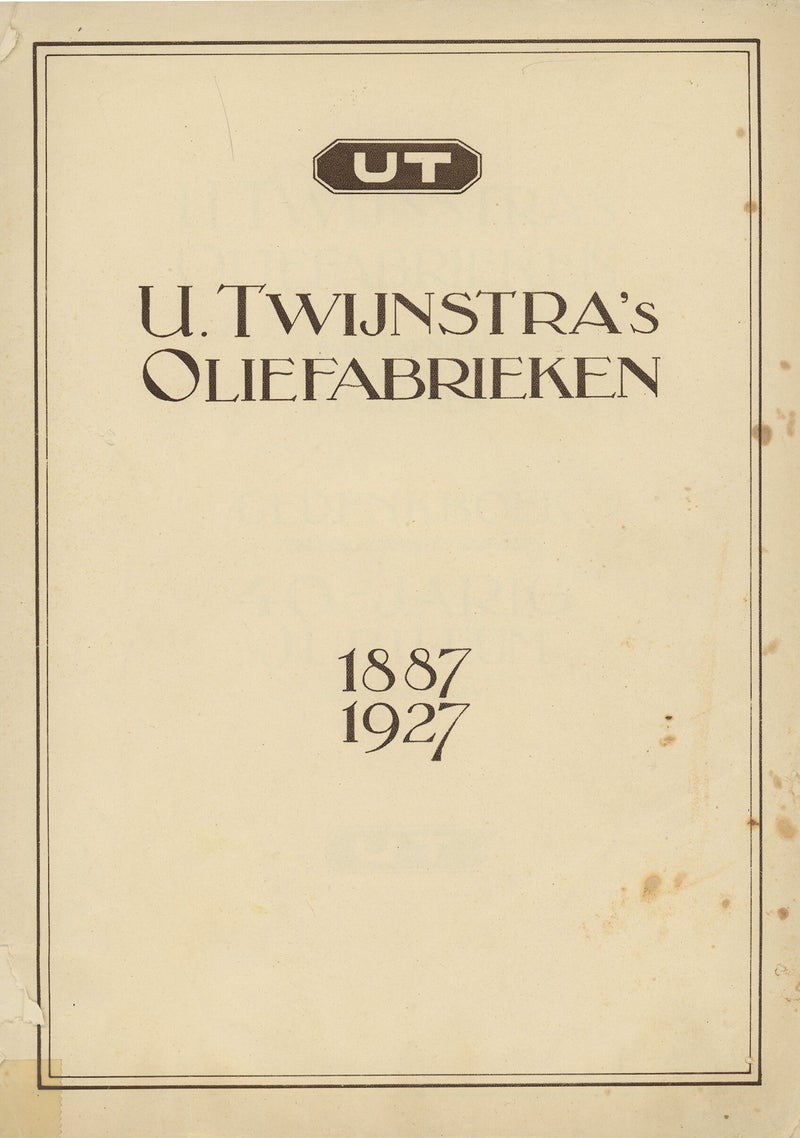 UT
U. TWIJNSTRA'S
OLIEFABRIEKEN
1887
1927